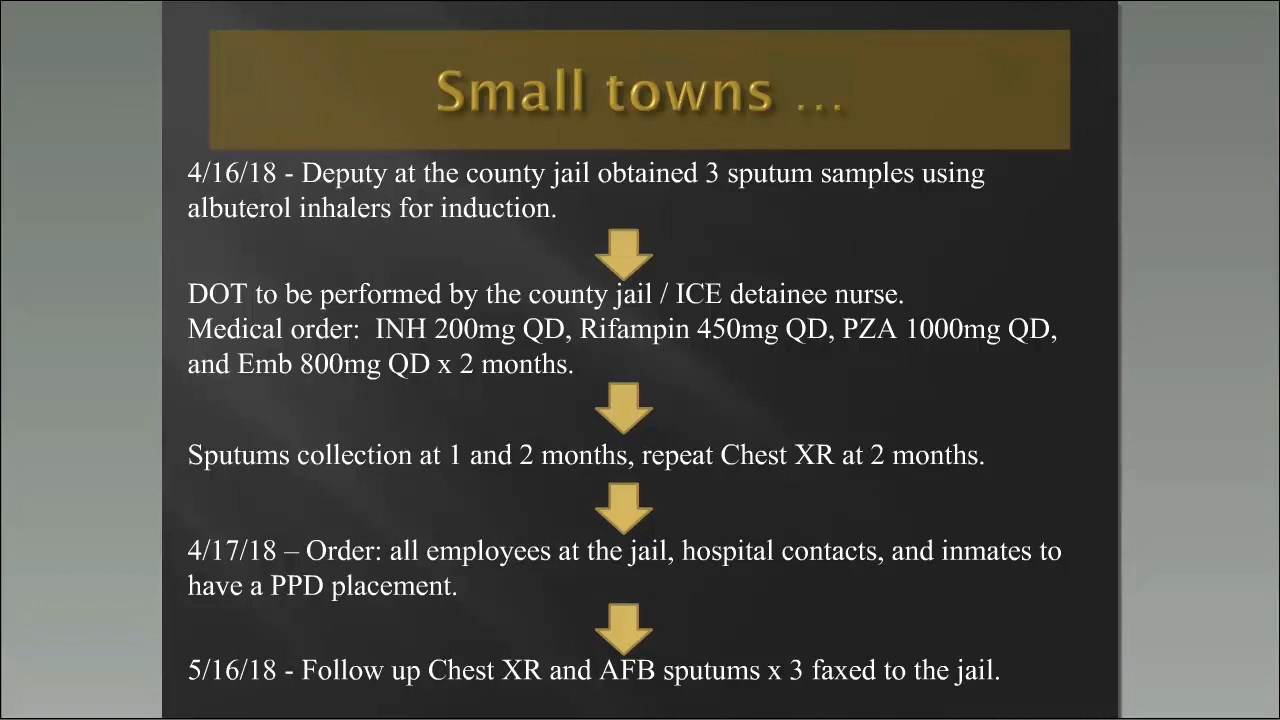 Small towns ...
4/16/18 - Deputy at the county jail obtained 3 sputum samples using
albuterol inhalers for induction.
DOT to be performed by the county jail / ICE detainee nurse.
Medical order:  INH 200mg QD, Rifampin 450mg QD, PZA 1000mg QD,
and Emb 800mg QD x 2 months.
Sputums collection at 1 and 2 months, repeat Chest XR at 2 months.
4/17/18 – Order: all employees at the jail, hospital contacts, and inmates to
have a PPD placement.
5/16/18 - Follow up Chest XR and AFB sputums x 3 faxed to the jail.